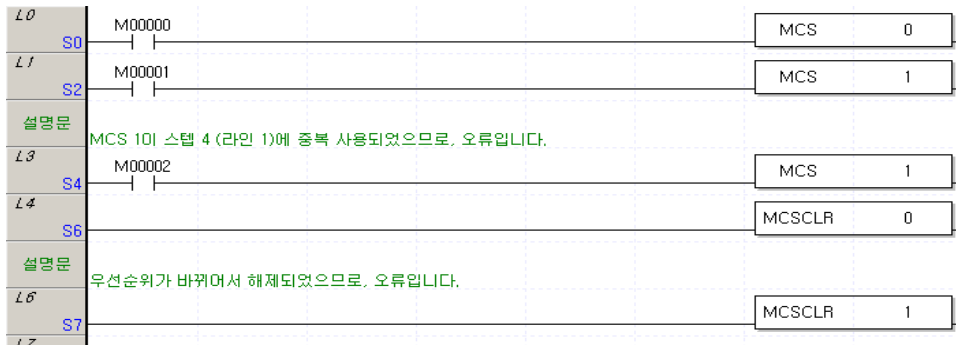 L0
S0 M00000 MCS 0
L1
S2 M00001 MCS 1
설명문 MCS 1이 스텝 4 (라인 1)에 중복 사용되었으므로, 오류입니다.
L3
S4 M00002 MCS 1
L4
S6 MCSCLR 0
설명문 우선순위가 바뀌어서 해제되었으므로, 오류입니다.
L6
S7 MCSCLR 1
L7